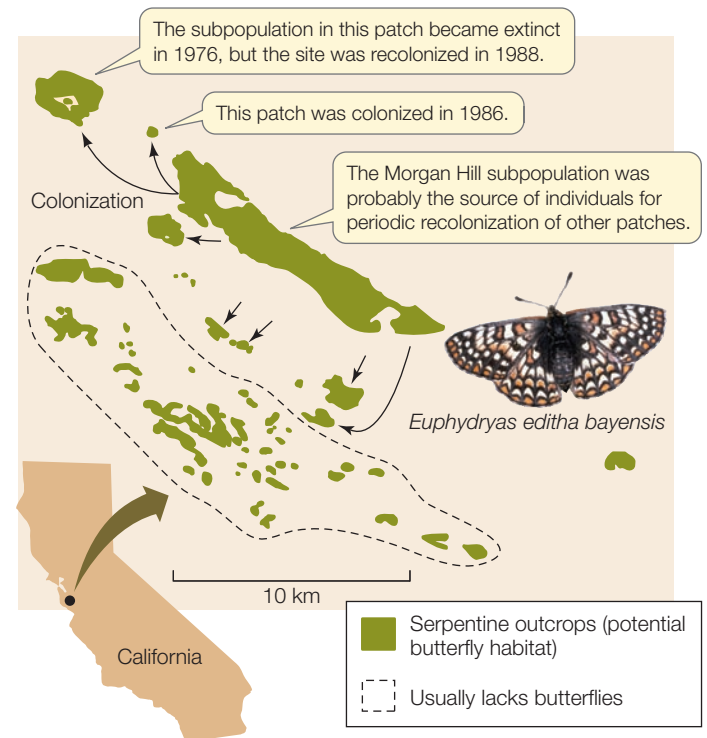 The subpopulation in this patch became extinct
in 1976, but the site was recolonized in 1988.
This patch was colonized in 1986.
The Morgan Hill subpopulation was
probably the source of individuals for
periodic recolonization of other patches.
Colonization
Euphydryas editha bayensis
10 km
California
Serpentine outcrops (potential
butterfly habitat)
Usually lacks butterflies